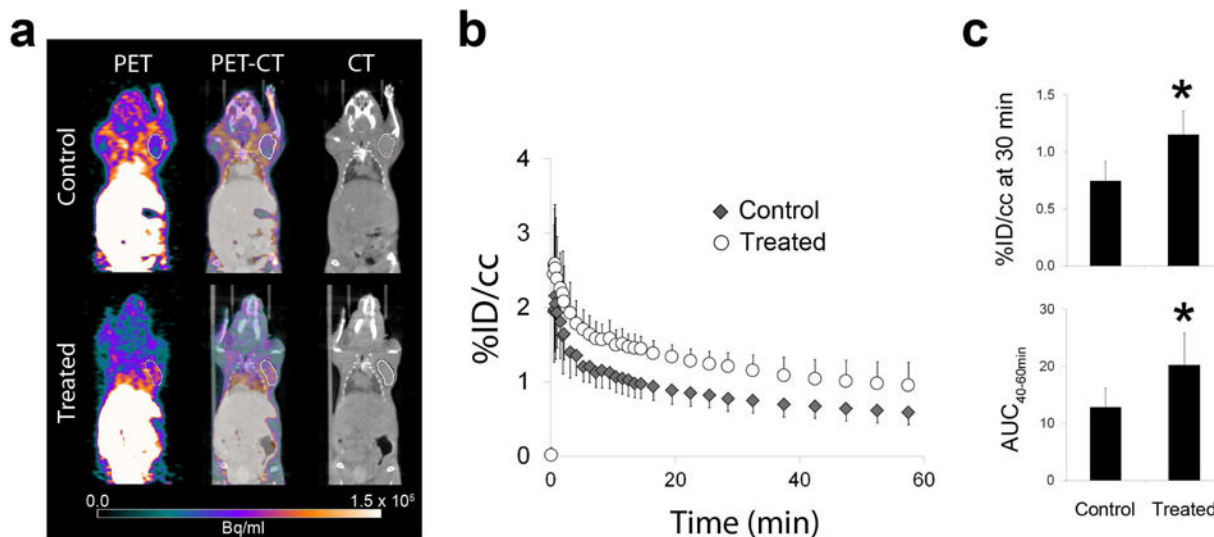 a
PET PET-CT CT
Control
Treated
0.0 1.5 x 10⁵
Bq/ml
b
%ID/cc
4
3
2
1
0
Control
Treated
0 20 40 60
Time (min)
c
%ID/cc at 30 min
1.5
1.0
0.5
0.0
*
AUC40-60min
30
20
10
0
*
Control Treated